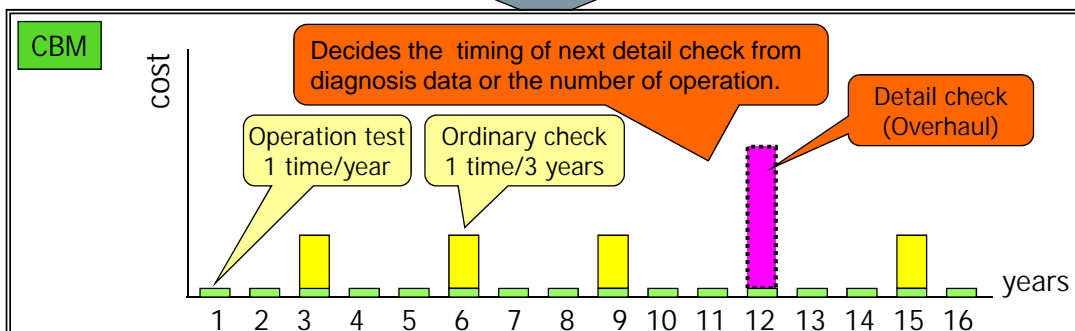 CBM
cost
Decides the timing of next detail check from
diagnosis data or the number of operation.
Detail check
(Overhaul)
Operation test
1 time/year
Ordinary check
1 time/3 years
years
1 2 3 4 5 6 7 8 9 10 11 12 13 14 15 16